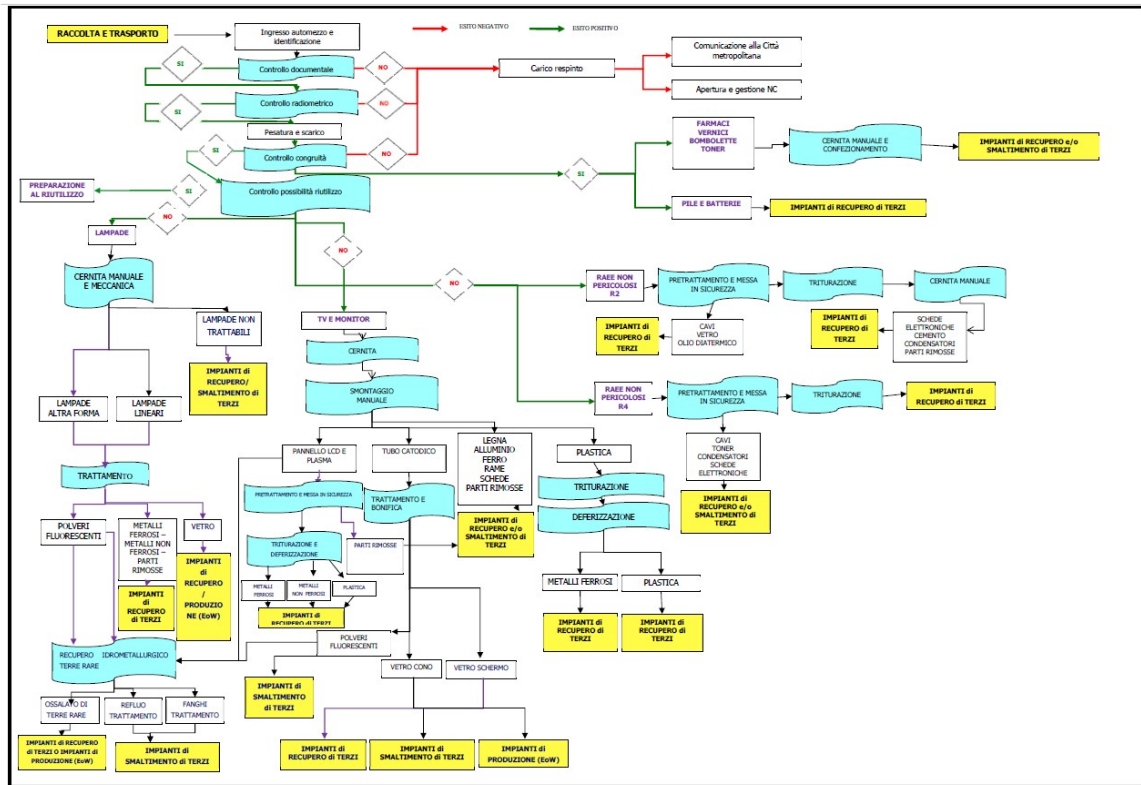 RACCOLTA E TRASPORTO
Ingresso automezzo e
identificazione
ESITO NEGATIVO
ESITO POSITIVO
SI
Controllo documentale
NO
Carico respinto
Comunicazione alla Città
metropolitana
Apertura e gestione NC
SI
Controllo radiometrico
NO
Pesatura e scarico
SI
Controllo congruità
NO
SI
FARMACI
VERNICI
BOMBOLETTE
TONER
CERNITA MANUALE E
CONFEZIONAMENTO
IMPIANTI DI RECUPERO e/o
SMALTIMENTO di TERZI
PREPARAZIONE
AL RIUTILIZZO
SI
Controllo possibilità riutilizzo
PILE E BATTERIE
IMPIANTI DI RECUPERO di TERZI
NO
NO
NO
LAMPADE
CERNITA MANUALE
E MECCANICA
LAMPADE NON
TRATTABILI
IMPIANTI di
RECUPERO/
SMALTIMENTO di
TERZI
LAMPADE
ALTRA FORMA
LAMPADE
LINEARI
TRATTAMENTO
POLVERI
FLUORESCENTI
METALLI
FERROSI –
METALLI NON
FERROSI –
PARTI
RIMOSSE
VETRO
IMPIANTI
di
RECUPERO
di TERZI
IMPIANTI
di
RECUPERO
/
PRODUZIO
NE (EoW)
RECUPERO IDROMETALLURGICO
TERRE RARE
OSSALATO DI
TERRE RARE
REFLUO
TRATTAMENTO
FANGHI
TRATTAMENTO
IMPIANTI di RECUPERO
di TERZI O IMPIANTI di
PRODUZIONE (EoW)
IMPIANTI di
SMALTIMENTO di TERZI
TV E MONITOR
CERNITA
SMONTAGGIO
MANUALE
PANNELLO LCD E
PLASMA
TUBO CATODICO
LEGNA
ALLUMINIO
FERRO
RAME
SCHEDE
PARTI RIMOSSE
PLASTICA
PRETRATTAMENTO E MESSA IN SICUREZZA
TRATTAMENTO E
BONIFICA
TRITURAZIONE
DEFERIZZAZIONE
IMPIANTI di
RECUPERO e/o
SMALTIMENTO di
TERZI
TRITURAZIONE E
DEFERIZZAZIONE
PARTI RIMOSSE
METALLI
FERROSI
METALLI
NON FERROSI
PLASTICA
IMPIANTI di
RECUPERO di TERZI
METALLI FERROSI
PLASTICA
IMPIANTI di
RECUPERO di
TERZI
IMPIANTI di
RECUPERO di
TERZI
POLVERI
FLUORESCENTI
VETRO CONO
VETRO SCHERMO
IMPIANTI di
SMALTIMENTO
di TERZI
IMPIANTI di
RECUPERO di TERZI
IMPIANTI di
SMALTIMENTO di TERZI
IMPIANTI di
PRODUZIONE (EoW)
RAEE NON
PERICOLOSI
R2
PRETRATTAMENTO E MESSA
IN SICUREZZA
TRITURAZIONE
CERNITA MANUALE
IMPIANTI di
RECUPERO di
TERZI
CAVI
VETRO
OLIO DIATERMICO
IMPIANTI di
RECUPERO di
TERZI
SCHEDE
ELETTRONICHE
CEMENTO
CONDENSATORI
PARTI RIMOSSE
RAEE NON
PERICOLOSI
R4
PRETRATTAMENTO E MESSA
IN SICUREZZA
TRITURAZIONE
IMPIANTI di
RECUPERO di TERZI
CAVI
TONER
CONDENSATORI
SCHEDE
ELETTRONICHE
IMPIANTI di
RECUPERO e/o
SMALTIMENTO di
TERZI